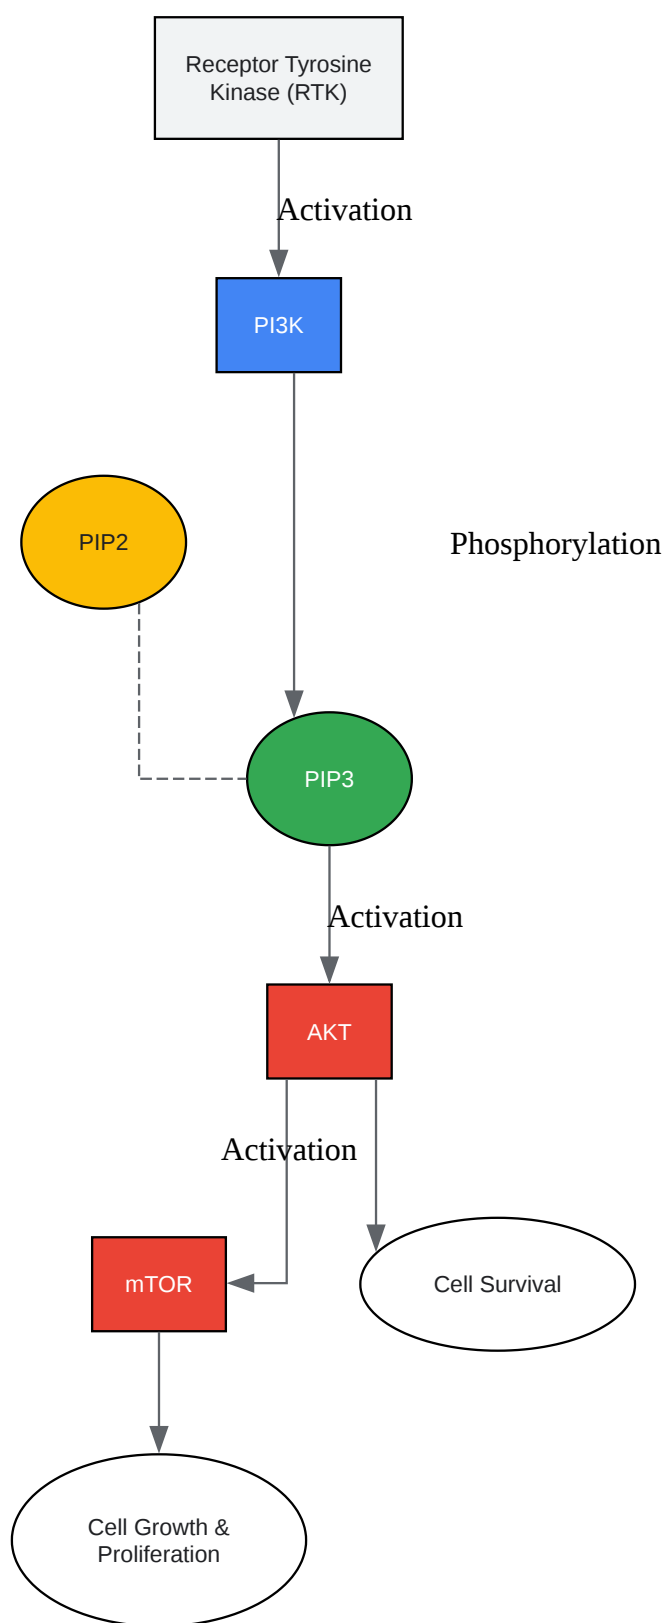 Receptor Tyrosine
Kinase (RTK)
Activation
PI3K
PIP2
Phosphorylation
PIP3
Activation
AKT
Activation
mTOR
Cell Survival
Cell Growth &
Proliferation